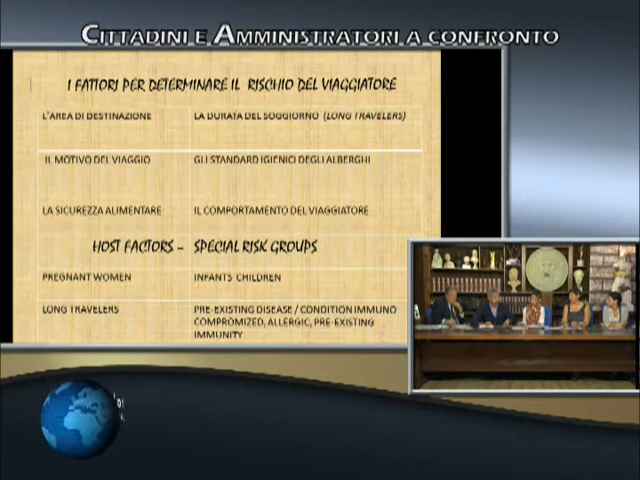 CITTADINI E AMMINISTRATORI A CONFRONTO
I FATTORI PER DETERMINARE IL RISCHIO DEL VIAGGIATORE
L'AREA DI DESTINAZIONE LA DURATA DEL SOGGIORNO (LONG TRAVELERS)
IL MOTIVO DEL VIAGGIO GLI STANDARD IGIENICI DEGLI ALBERGHI
LA SICUREZZA ALIMENTARE IL COMPORTAMENTO DEL VIAGGIATORE
HOST FACTORS – SPECIAL RISK GROUPS
PREGNANT WOMEN INFANTS CHILDREN
LONG TRAVELERS PRE-EXISTING DISEASE / CONDITION IMMUNO
COMPROMIZED, ALLERGIC, PRE-EXISTING
IMMUNITY